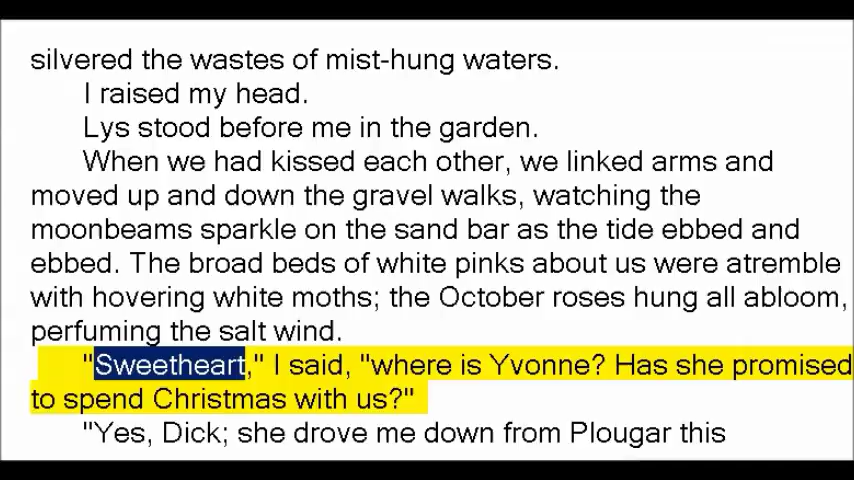 silvered the wastes of mist-hung waters.
I raised my head.
Lys stood before me in the garden.
When we had kissed each other, we linked arms and
moved up and down the gravel walks, watching the
moonbeams sparkle on the sand bar as the tide ebbed and
ebbed. The broad beds of white pinks about us were atremble
with hovering white moths; the October roses hung all abloom,
perfuming the salt wind.
"Sweetheart," I said, "where is Yvonne? Has she promised
to spend Christmas with us?"
"Yes, Dick; she drove me down from Plougar this